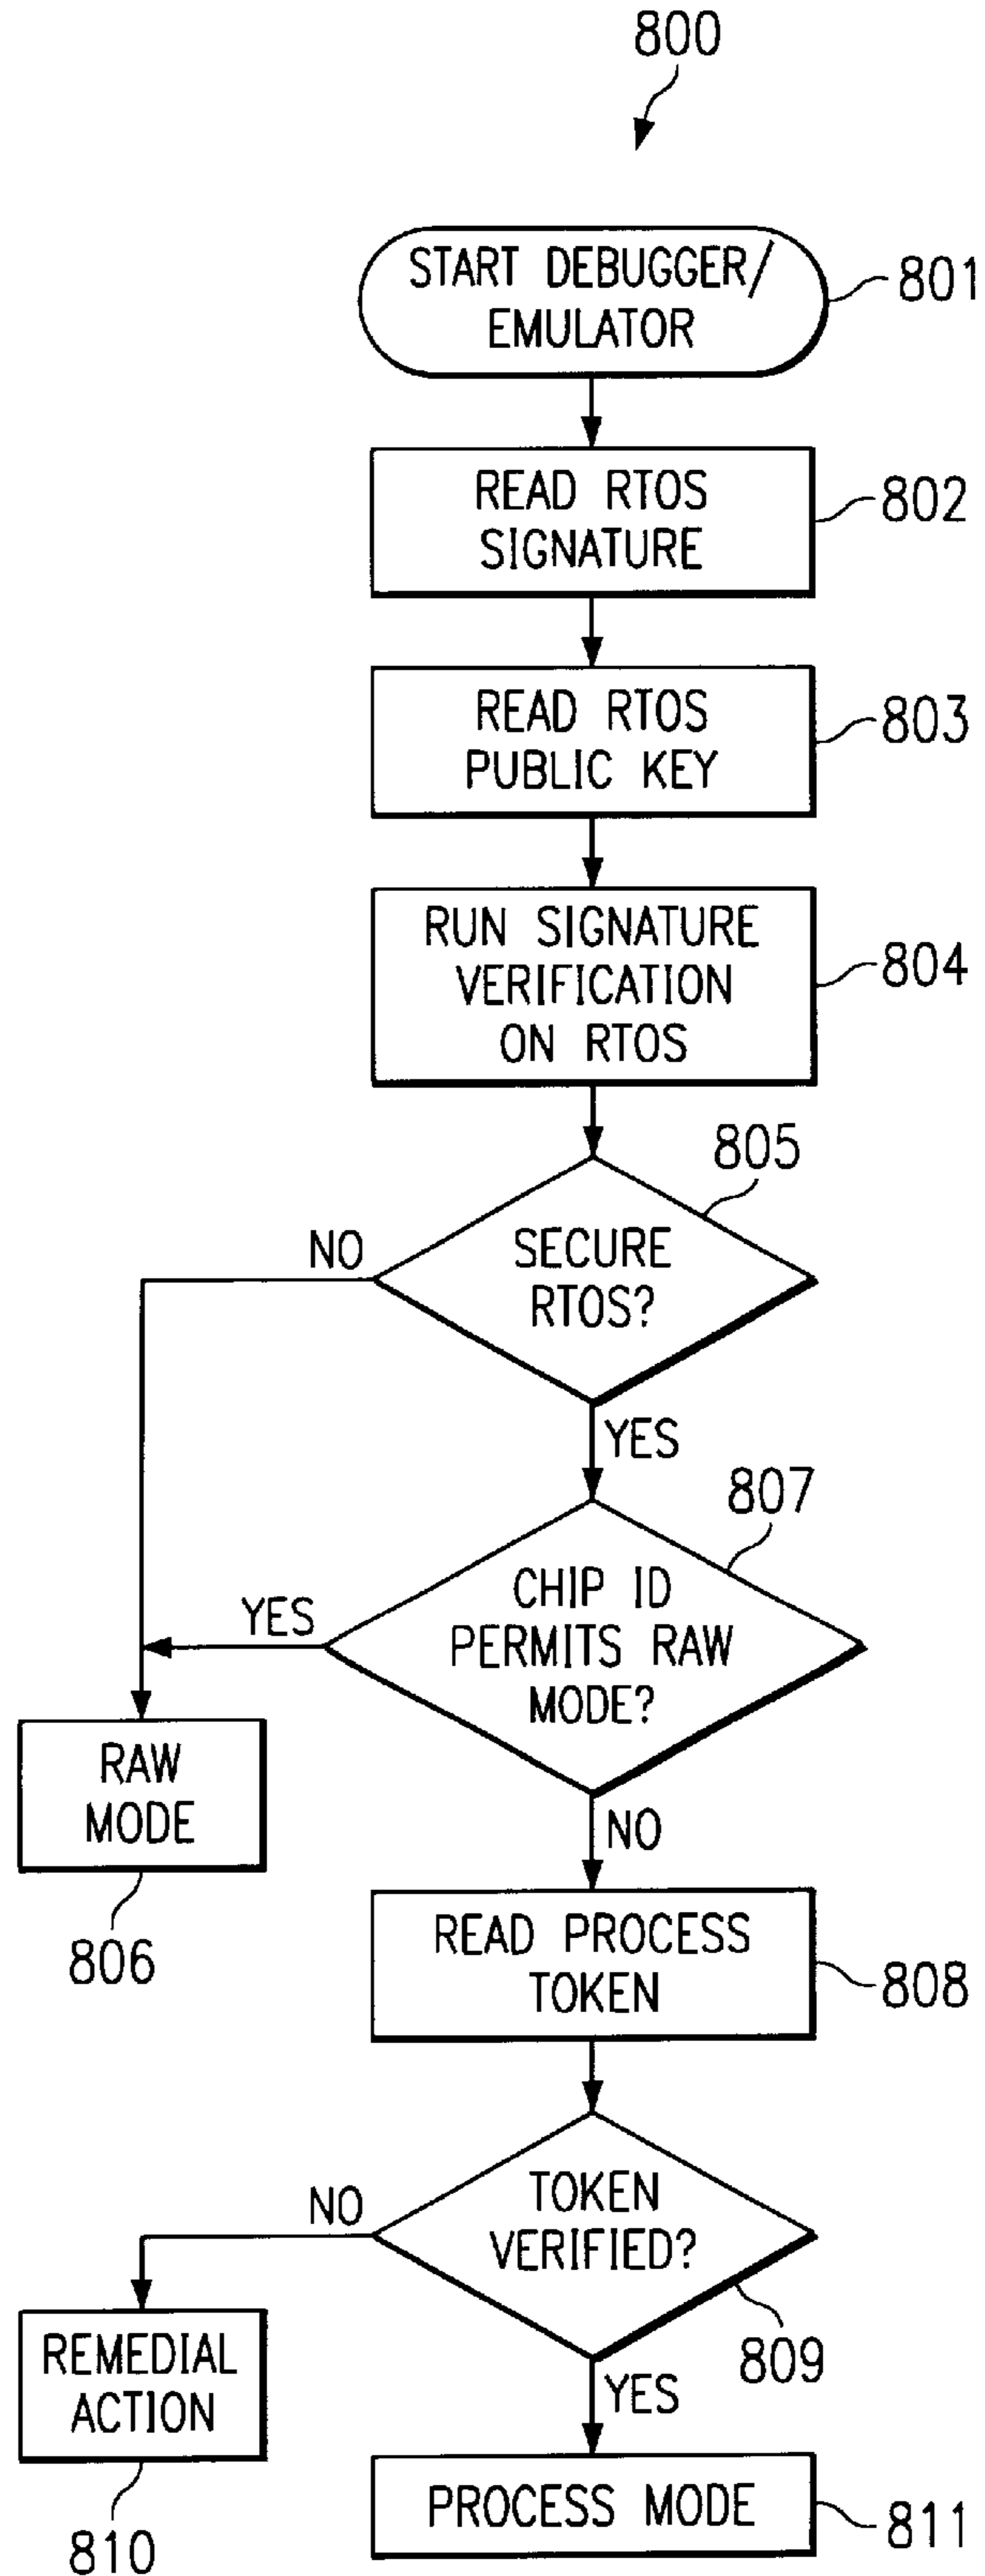 800
START DEBUGGER/
EMULATOR
801
READ RTOS
SIGNATURE
802
READ RTOS
PUBLIC KEY
803
RUN SIGNATURE
VERIFICATION
ON RTOS
804
805
NO
SECURE
RTOS?
YES
807
YES
CHIP ID
PERMITS RAW
MODE?
RAW
MODE
806
NO
READ PROCESS
TOKEN
808
NO
TOKEN
VERIFIED?
809
REMEDIAL
ACTION
810
YES
PROCESS MODE
811